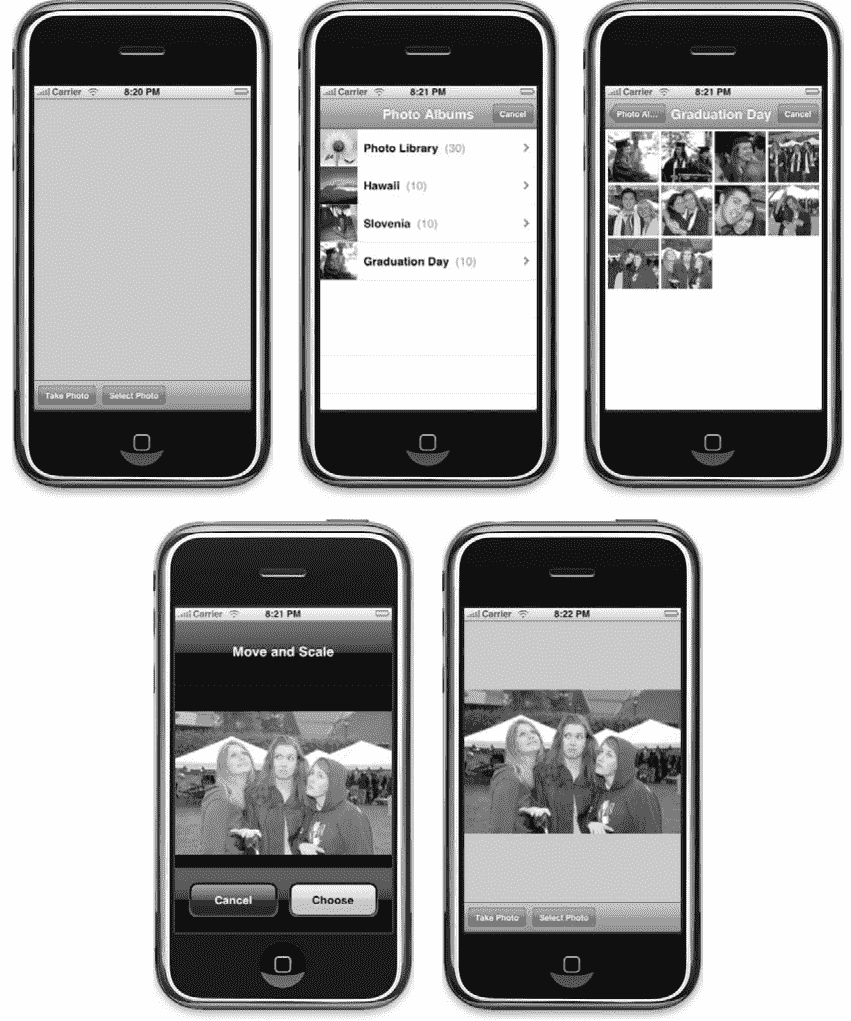 Carrier 8:20 PM
Take Photo Select Photo
Carrier 8:21 PM
Photo Albums Cancel
Photo Library (30)
Hawaii (10)
Slovenia (10)
Graduation Day (10)
Carrier 8:21 PM
Photo Al... Graduation Day Cancel
Carrier 8:21 PM
Move and Scale
Cancel Choose
Carrier 8:22 PM
Take Photo Select Photo